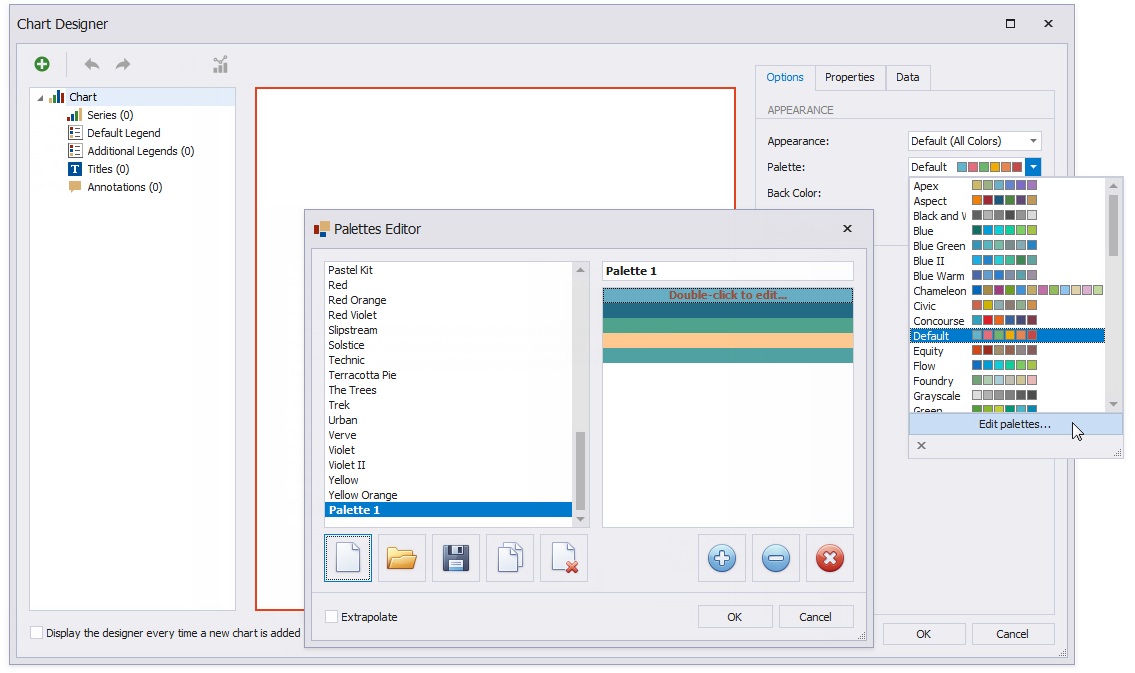 Chart Designer
Chart
Series (0)
Default Legend
Additional Legends (0)
T Titles (0)
Annotations (0)
Options Properties Data
APPEARANCE
Appearance: Default (All Colors)
Palette: Default
Back Color:
Apex
Aspect
Black and W
Blue
Blue Green
Blue II
Blue Warm
Chameleon
Civic
Concourse
Default
Equity
Flow
Foundry
Grayscale
Green
Edit palettes...
Palettes Editor
Pastel Kit
Red
Red Orange
Red Violet
Slipstream
Solstice
Technic
Terracotta Pie
The Trees
Trek
Urban
Verve
Violet
Violet II
Yellow
Yellow Orange
Palette 1
Palette 1
Double-click to edit...
Extrapolate
OK Cancel
Display the designer every time a new chart is added
OK Cancel